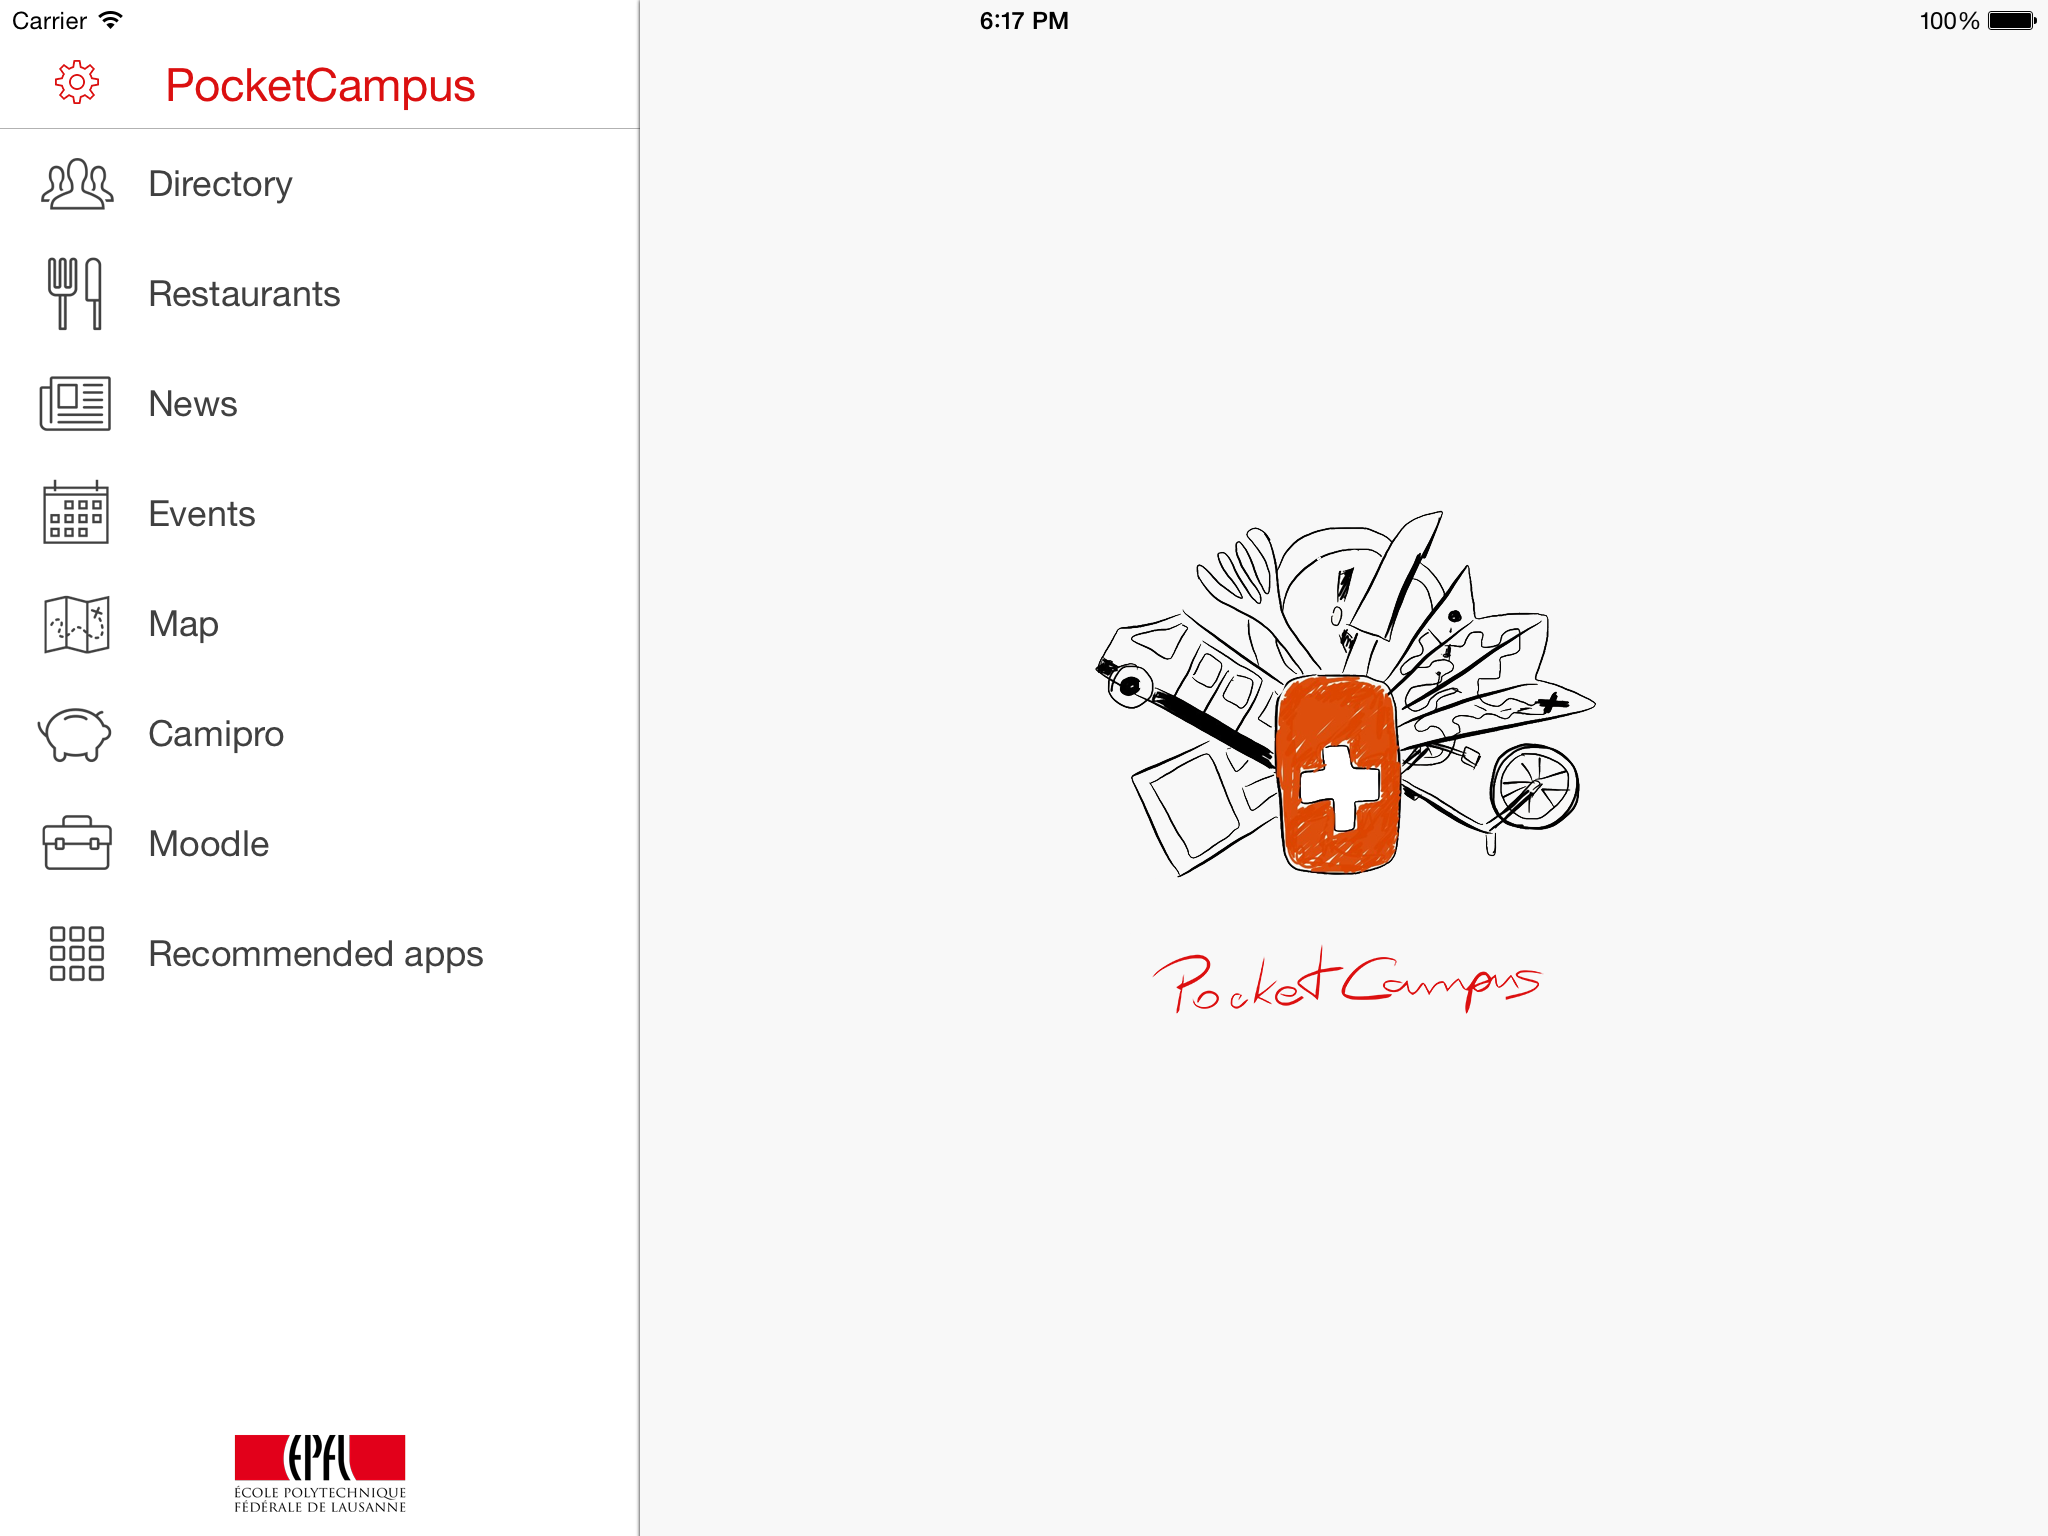 Carrier
6:17 PM
100%
PocketCampus
Directory
Restaurants
News
Events
Map
Camipro
Moodle
Recommended apps
PocketCampus
EPFL
ÉCOLE POLYTECHNIQUE
FÉDÉRALE DE LAUSANNE